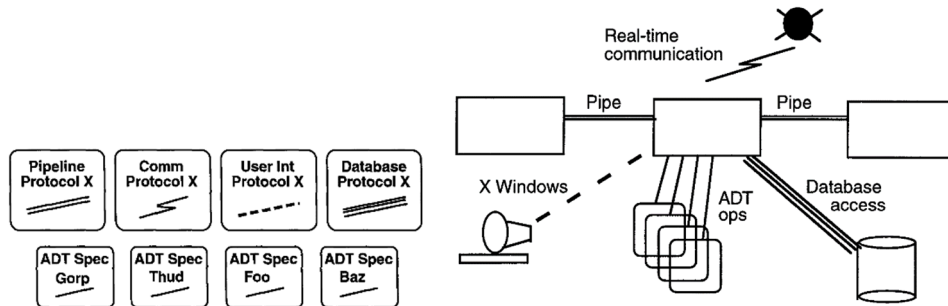 Real-time
communication
Pipe
Pipe
Pipeline
Protocol X
Comm
Protocol X
User Int
Protocol X
Database
Protocol X
X Windows
ADT
ops
Database
access
ADT Spec
Gorp
ADT Spec
Thud
ADT Spec
Foo
ADT Spec
Baz